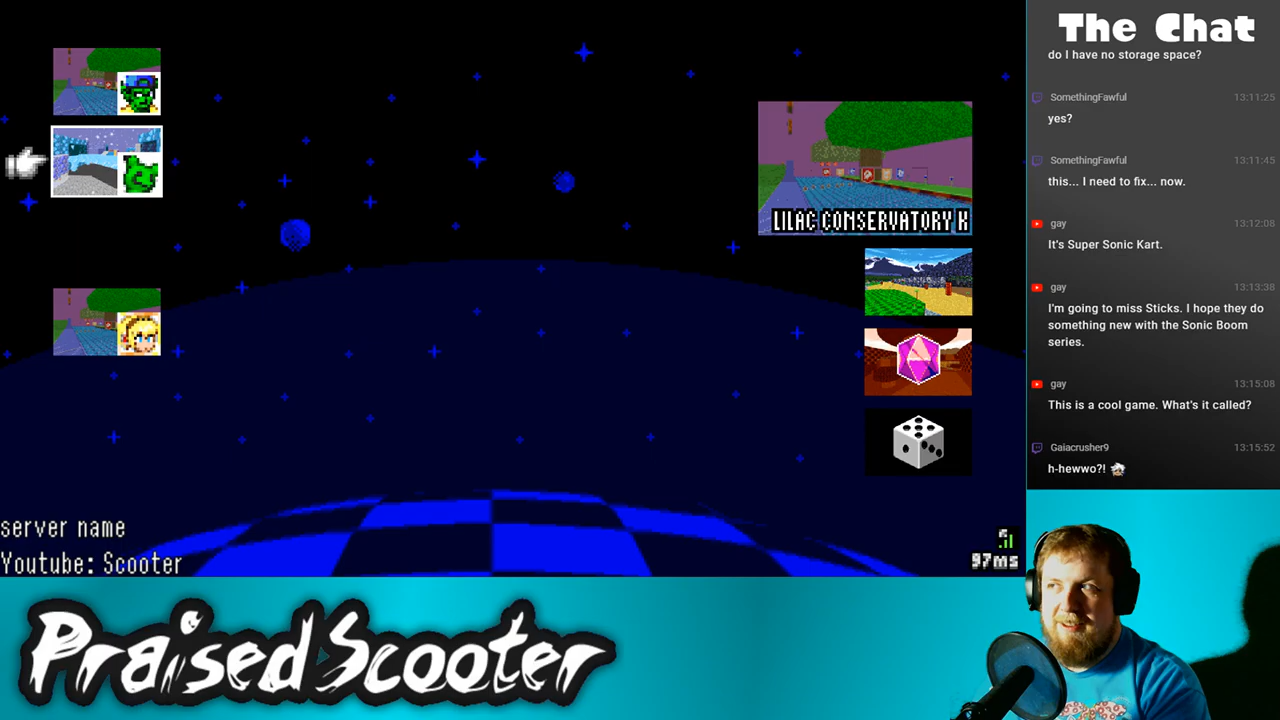 LILAC CONSERVATORY K
server name
Youtube: Scooter
97ms
PraisedScooter
The Chat
do I have no storage space?
SomethingFawful 13:11:25
yes?
SomethingFawful 13:11:45
this... I need to fix... now.
gay 13:12:08
It's Super Sonic Kart.
gay 13:13:38
I'm going to miss Sticks. I hope they do
something new with the Sonic Boom
series.
gay 13:15:08
This is a cool game. What's it called?
Gaiacrusher9 13:15:52
h-hewwo?!